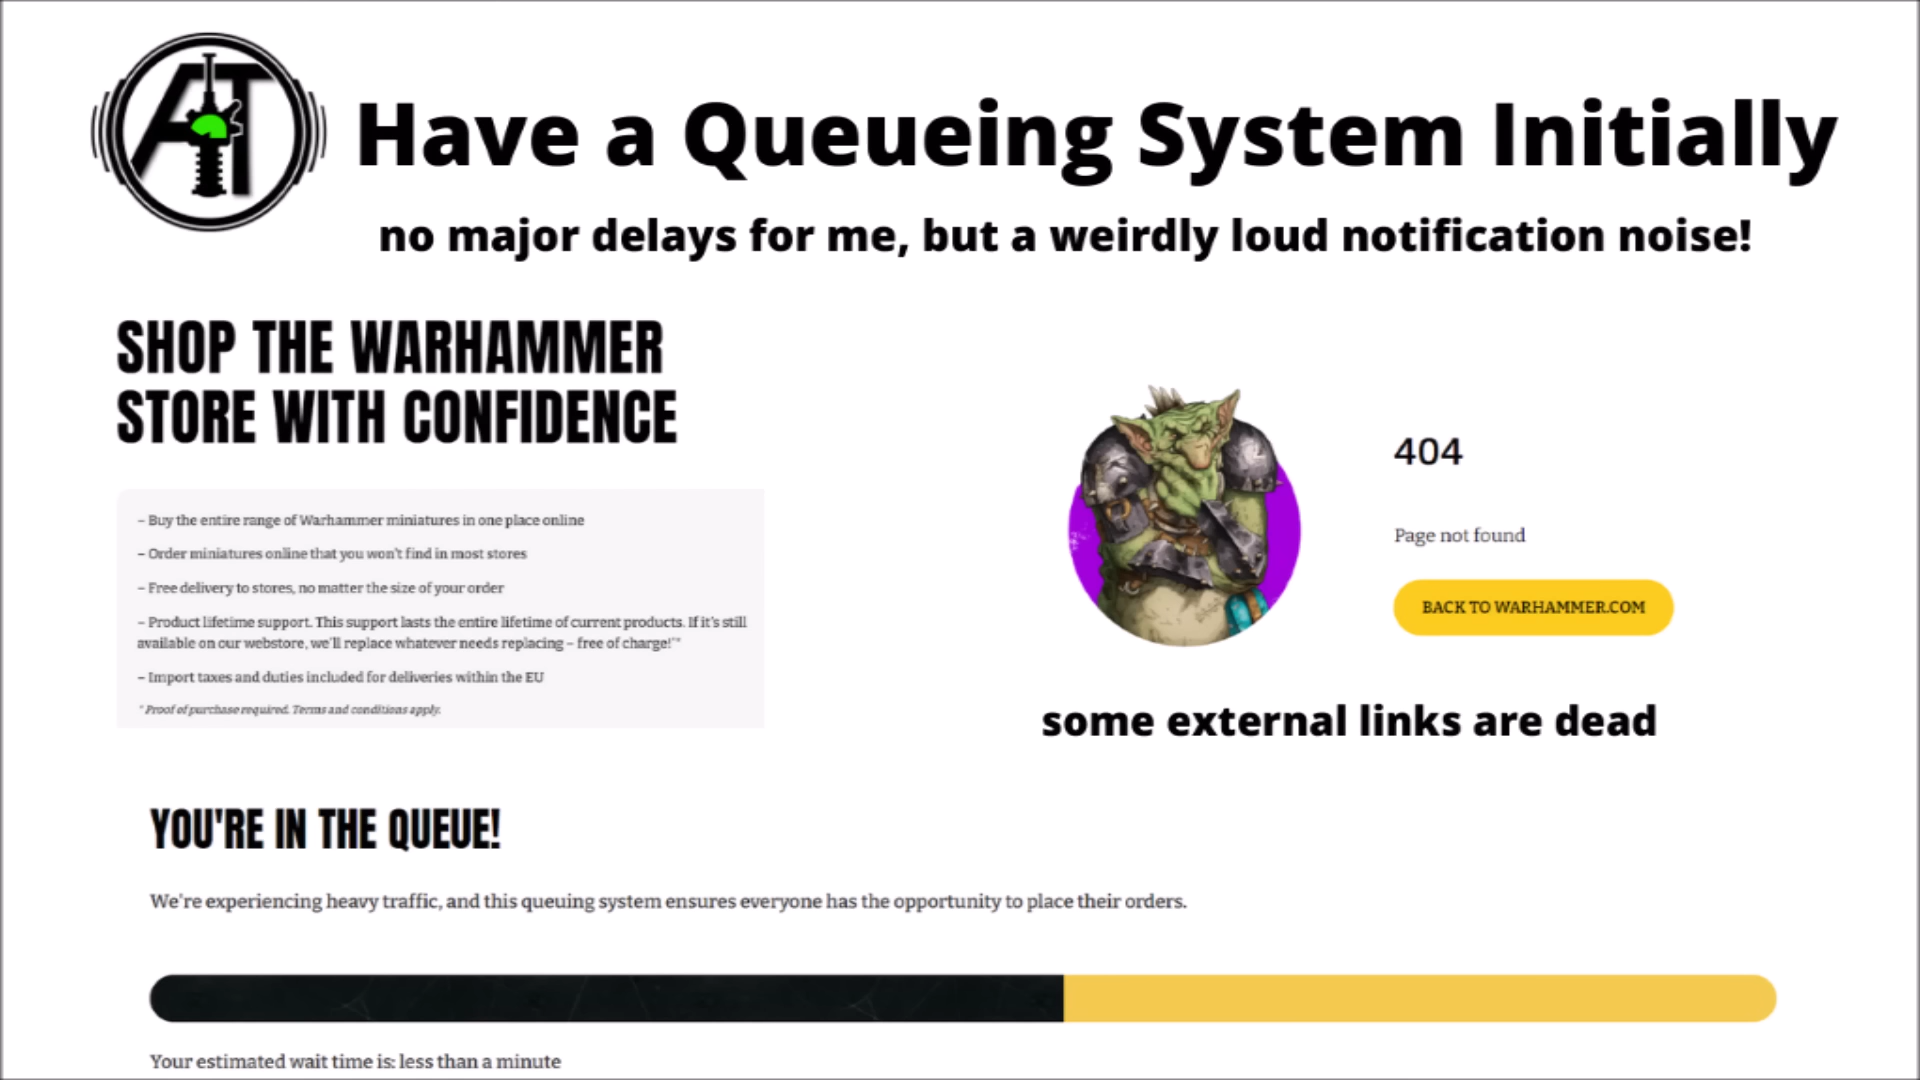 AT
Have a Queueing System Initially
no major delays for me, but a weirdly loud notification noise!
SHOP THE WARHAMMER
STORE WITH CONFIDENCE
– Buy the entire range of Warhammer miniatures in one place online
– Order miniatures online that you won't find in most stores
– Free delivery to stores, no matter the size of your order
– Product lifetime support. This support lasts the entire lifetime of current products. If it's still
available on our webstore, we'll replace whatever needs replacing – free of charge!"*
– Import taxes and duties included for deliveries within the EU
* Proof of purchase required. Terms and conditions apply.
404
Page not found
BACK TO WARHAMMER.COM
some external links are dead
YOU'RE IN THE QUEUE!
We're experiencing heavy traffic, and this queuing system ensures everyone has the opportunity to place their orders.
Your estimated wait time is: less than a minute